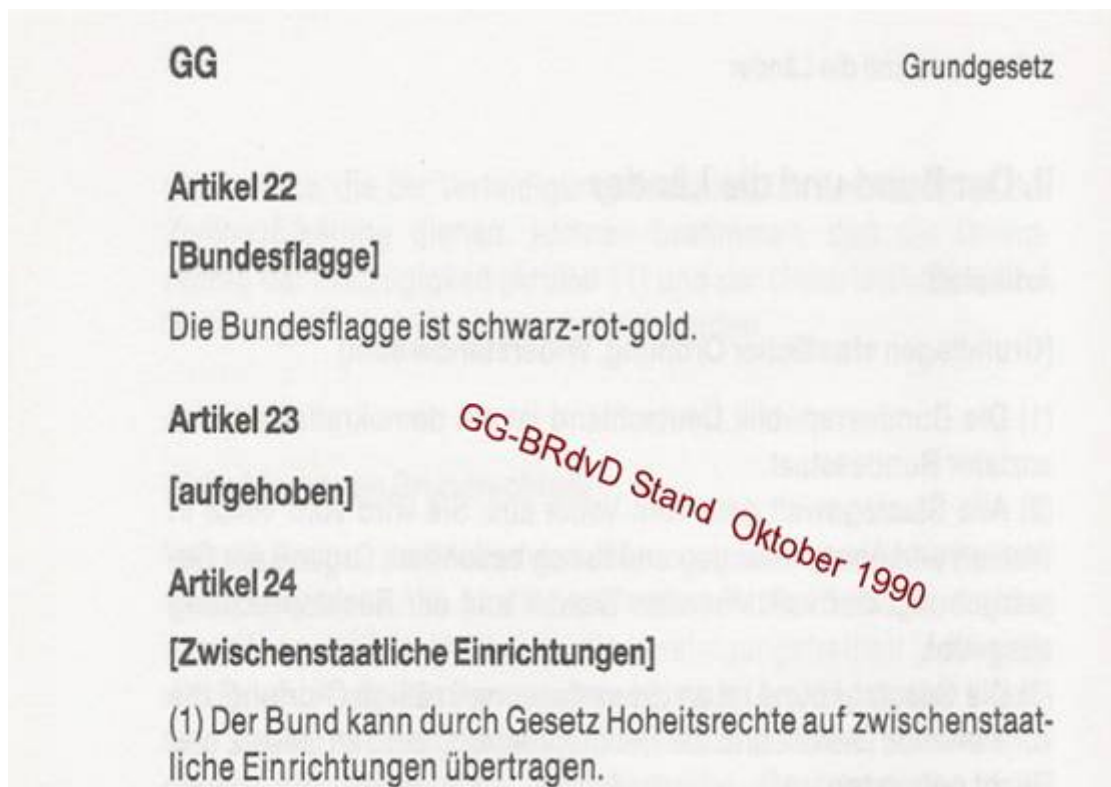 GG
Grundgesetz
Artikel 22
[Bundesflagge]
Die Bundesflagge ist schwarz-rot-gold.
Artikel 23
[aufgehoben]
GG-BRdvD Stand Oktober 1990
Artikel 24
[Zwischenstaatliche Einrichtungen]
(1) Der Bund kann durch Gesetz Hoheitsrechte auf zwischenstaat-
liche Einrichtungen übertragen.